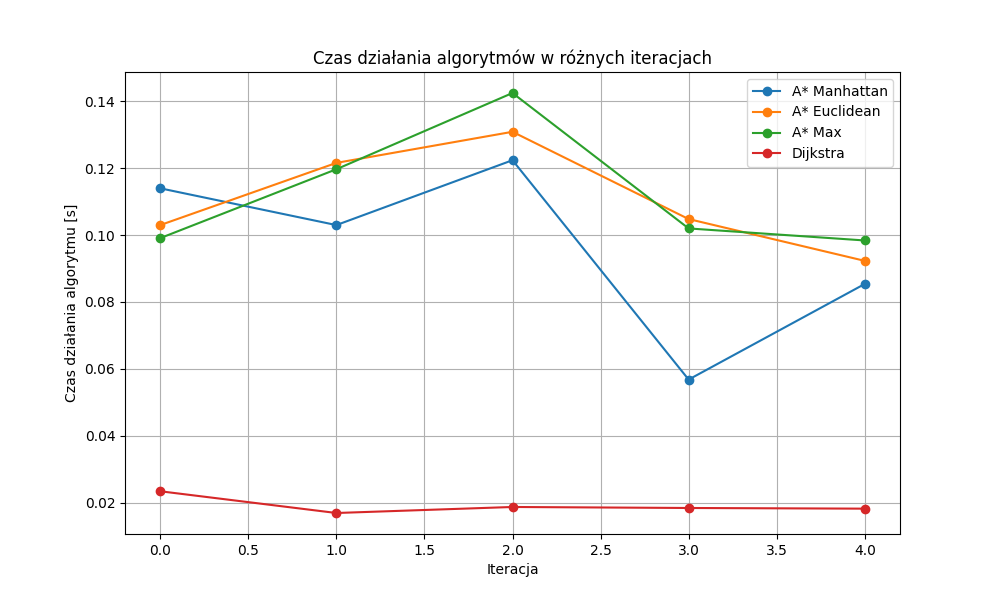 Czas działania algorytmów w różnych iteracjach
A* Manhattan
A* Euclidean
A* Max
Dijkstra
Czas działania algorytmu [s]
0.14
0.12
0.10
0.08
0.06
0.04
0.02
0.0 0.5 1.0 1.5 2.0 2.5 3.0 3.5 4.0
Iteracja